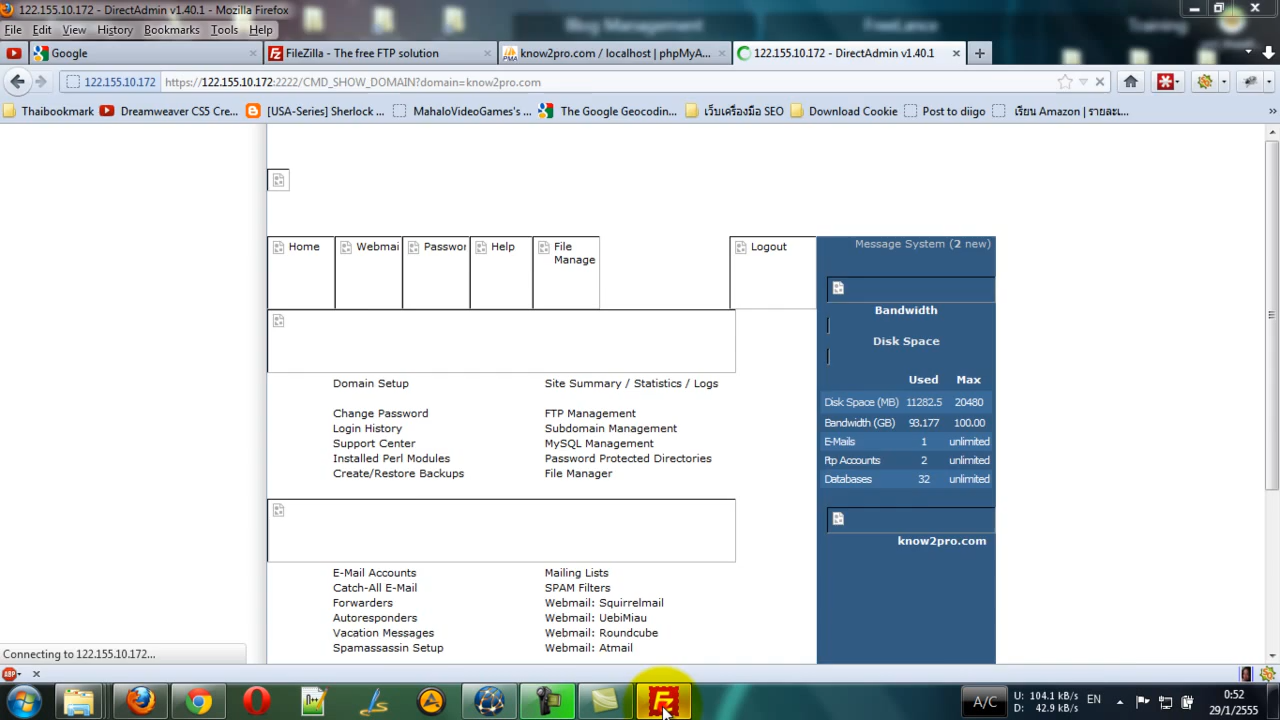 122.155.10.172 - DirectAdmin v1.40.1 - Mozilla Firefox
Blog Management
FreeLance
Training
File Edit View History Bookmarks Tools Help
Google
FileZilla - The free FTP solution
know2pro.com / localhost | phpMyA...
122.155.10.172 - DirectAdmin v1.40.1
122.155.10.172 https://122.155.10.172:2222/CMD_SHOW_DOMAIN?domain=know2pro.com
Thaibookmark Dreamweaver CS5 Cre... [USA-Series] Sherlock ... MahaloVideoGames's ... The Google Geocodin... เว็บเครื่องมือ SEO Download Cookie Post to diigo เรียน Amazon | รายละเ...
Home Webmai Passwor Help File Manage Logout
Message System (2 new)
Bandwidth
Disk Space
Used Max
Disk Space (MB) 11282.5 20480
Bandwidth (GB) 93.177 100.00
E-Mails 1 unlimited
Ftp Accounts 2 unlimited
Databases 32 unlimited
know2pro.com
Domain Setup Site Summary / Statistics / Logs
Change Password FTP Management
Login History Subdomain Management
Support Center MySQL Management
Installed Perl Modules Password Protected Directories
Create/Restore Backups File Manager
E-Mail Accounts Mailing Lists
Catch-All E-Mail SPAM Filters
Forwarders Webmail: Squirrelmail
Autoresponders Webmail: UebiMiau
Vacation Messages Webmail: Roundcube
Spamassassin Setup Webmail: Atmail
Connecting to 122.155.10.172...
ABP
A/C
U: 104.1 kB/s
D: 42.9 kB/s
EN
0:52
29/1/2555